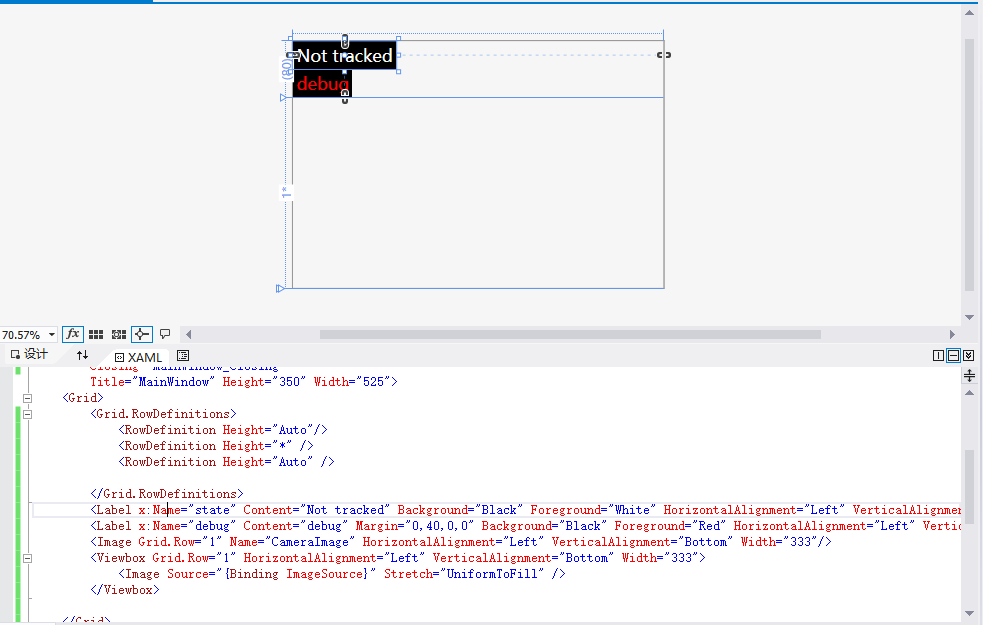 Not tracked
(80)
debug
1*
70.57%
fx
设计
XAML
Closing="MainWindow_Closing"
Title="MainWindow" Height="350" Width="525">
<Grid>
<Grid.RowDefinitions>
<RowDefinition Height="Auto"/>
<RowDefinition Height="*" />
<RowDefinition Height="Auto" />
</Grid.RowDefinitions>
<Label x:Name="state" Content="Not tracked" Background="Black" Foreground="White" HorizontalAlignment="Left" VerticalAlignmen
<Label x:Name="debug" Content="debug" Margin="0,40,0,0" Background="Black" Foreground="Red" HorizontalAlignment="Left" Vertic
<Image Grid.Row="1" Name="CameraImage" HorizontalAlignment="Left" VerticalAlignment="Bottom" Width="333"/>
<Viewbox Grid.Row="1" HorizontalAlignment="Left" VerticalAlignment="Bottom" Width="333">
<Image Source="{Binding ImageSource}" Stretch="UniformToFill" />
</Viewbox>
</Grid>